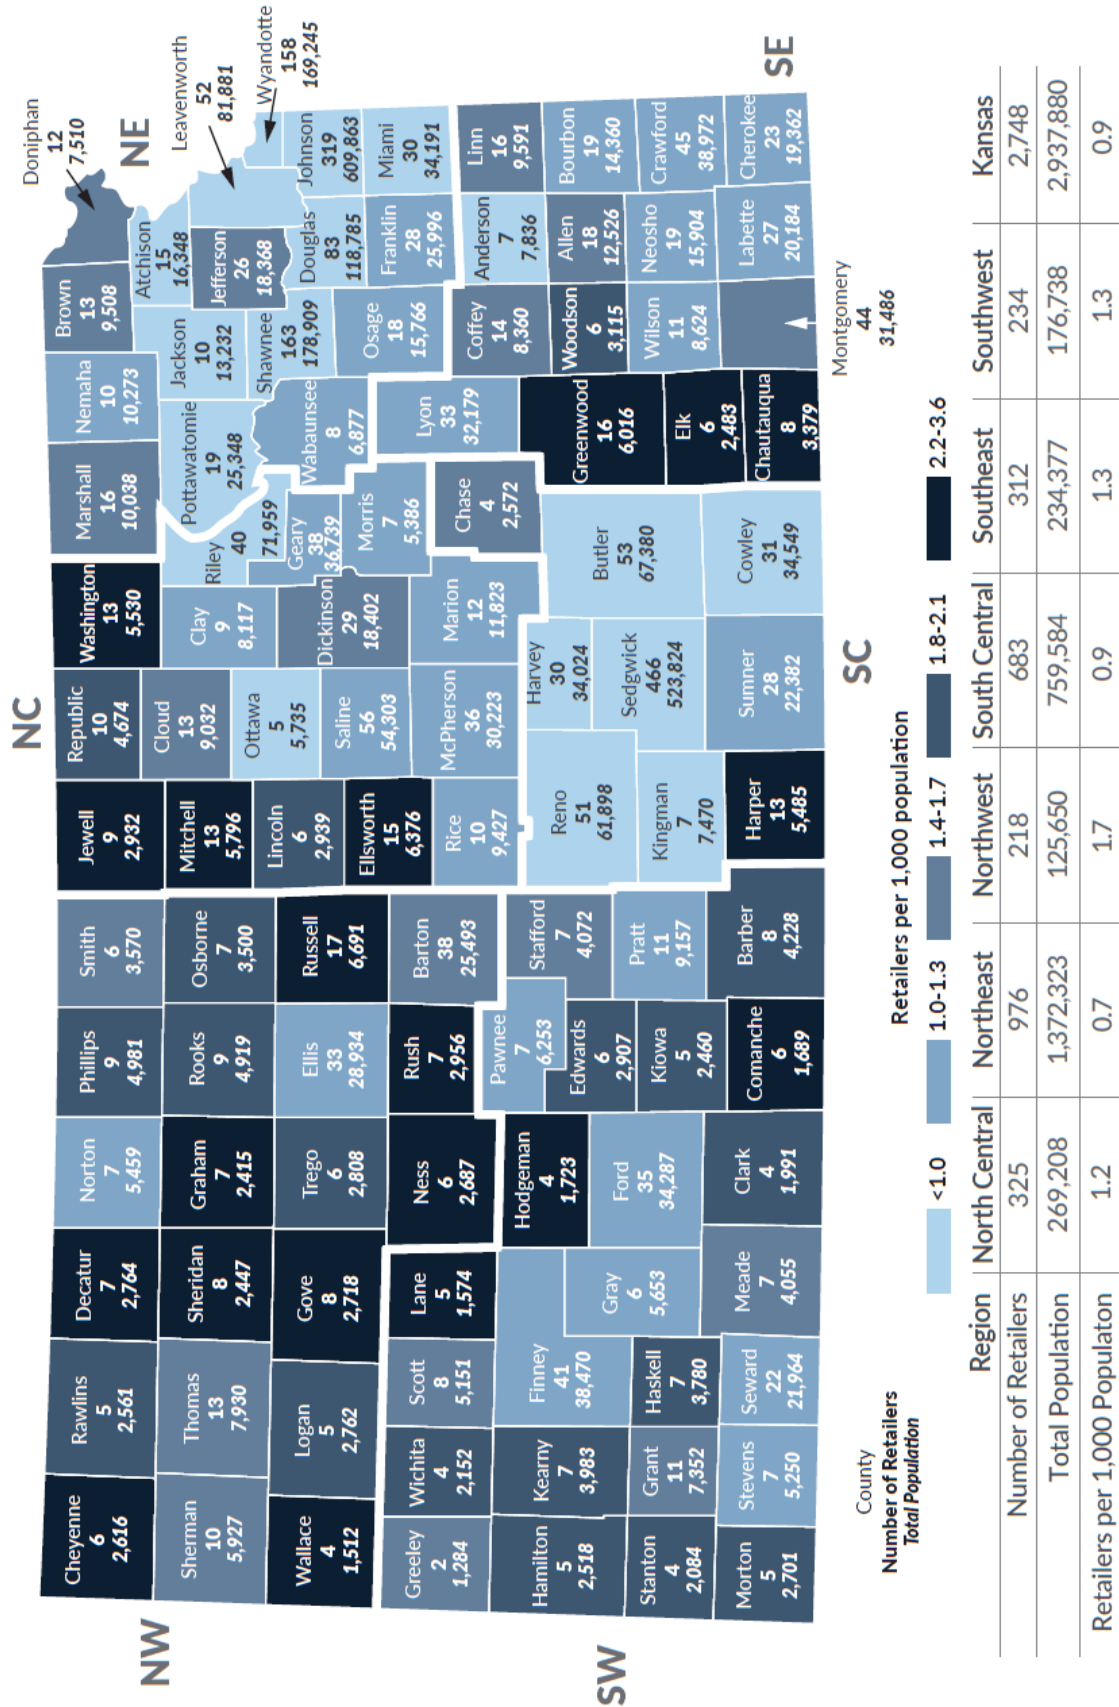 NC
NE
NW
SW
SC
SE
Cheyenne
6
2,616
Rawlins
5
2,561
Decatur
7
2,764
Norton
7
5,459
Phillips
9
4,981
Smith
6
3,570
Jewell
9
2,932
Republic
10
4,674
Washington
13
5,530
Marshall
16
10,038
Nemaha
10
10,273
Brown
13
9,508
Doniphan
12
7,510
Sherman
10
5,927
Thomas
13
7,930
Sheridan
8
2,447
Graham
7
2,415
Rooks
9
4,919
Osborne
7
3,500
Mitchell
13
5,796
Cloud
13
9,032
Clay
9
8,117
Riley
40
71,959
Pottawatomie
19
25,348
Jackson
10
13,232
Atchison
15
16,348
Jefferson
26
18,368
Leavenworth
52
81,881
Wyandotte
158
169,245
Wallace
4
1,512
Logan
5
2,762
Gove
8
2,718
Trego
6
2,808
Ellis
33
28,934
Russell
17
6,691
Lincoln
6
2,939
Ottawa
5
5,735
Ellsworth
15
6,376
Saline
56
54,303
Dickinson
29
18,402
Geary
38
36,739
Morris
7
5,386
Wabaunsee
8
6,877
Shawnee
163
178,909
Osage
18
15,766
Douglas
83
118,785
Johnson
319
609,863
Franklin
28
25,996
Miami
30
34,191
Greeley
2
1,284
Wichita
4
2,152
Scott
8
5,151
Lane
5
1,574
Ness
6
2,687
Rush
7
2,956
Barton
38
25,493
Rice
10
9,427
McPherson
36
30,223
Marion
12
11,823
Chase
4
2,572
Lyon
33
32,179
Coffey
14
8,360
Anderson
7
7,836
Linn
16
9,591
Hamilton
5
2,518
Kearny
7
3,983
Finney
41
38,470
Gray
6
5,653
Hodgeman
4
1,723
Ford
35
34,287
Pawnee
7
6,253
Edwards
6
2,907
Stafford
7
4,072
Pratt
11
9,157
Kiowa
5
2,460
Reno
51
61,898
Kingman
7
7,470
Harvey
30
34,024
Sedgwick
466
523,824
Butler
53
67,380
Greenwood
16
6,016
Woodson
6
3,115
Allen
18
12,526
Bourbon
19
14,360
Wilson
11
8,624
Neosho
19
15,904
Crawford
45
38,972
Stanton
4
2,084
Grant
11
7,352
Haskell
7
3,780
Morton
5
2,701
Stevens
7
5,250
Seward
22
21,964
Meade
7
4,055
Clark
4
1,991
Comanche
6
1,689
Barber
8
4,228
Harper
13
5,485
Sumner
28
22,382
Cowley
31
34,549
Elk
6
2,483
Chautauqua
8
3,379
Montgomery
44
31,486
Labette
27
20,184
Cherokee
23
19,362
County
Number of Retailers
Total Population
Retailers per 1,000 population
<1.0 1.0-1.3 1.4-1.7 1.8-2.1 2.2-3.6
Region North Central Northeast Northwest South Central Southeast Southwest Kansas
Number of Retailers 325 976 218 683 312 234 2,748
Total Population 269,208 1,372,323 125,650 759,584 234,377 176,738 2,937,880
Retailers per 1,000 Populaton 1.2 0.7 1.7 0.9 1.3 1.3 0.9